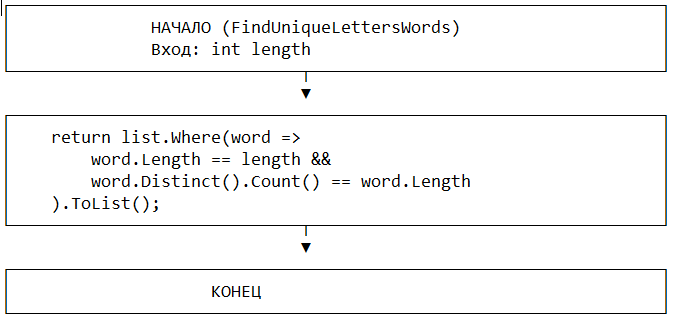 НАЧАЛО (FindUniqueLettersWords)
Вход: int length
▼
return list.Where(word =>
word.Length == length &&
word.Distinct().Count() == word.Length
).ToList();
▼
КОНЕЦ